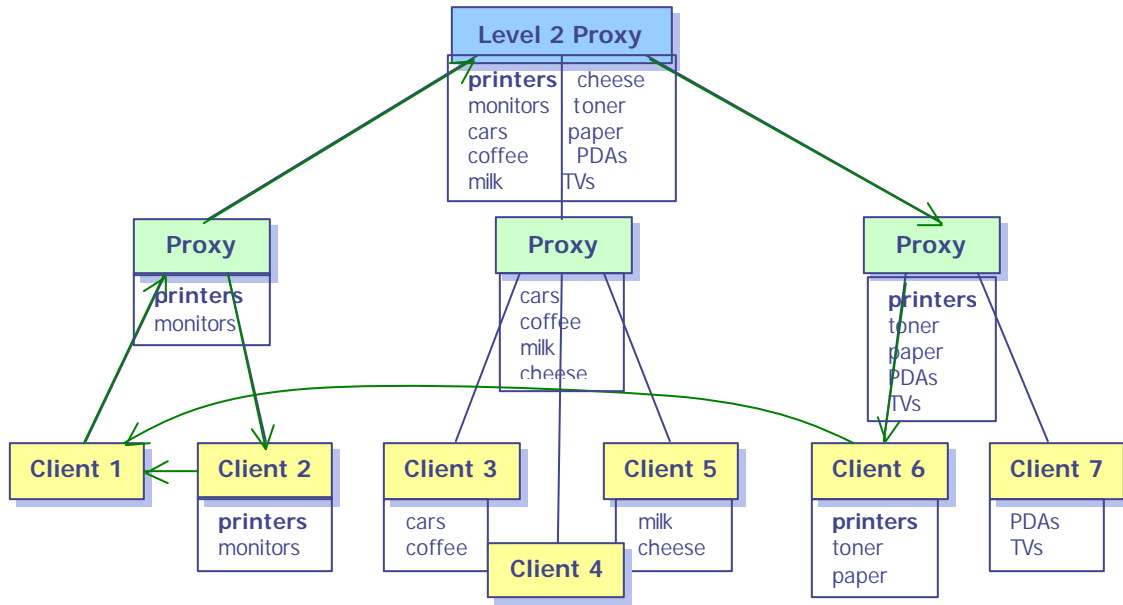 Level 2 Proxy
printers cheese
monitors toner
cars paper
coffee PDAs
milk TVs
Proxy
printers
monitors
Proxy
cars
coffee
milk
cheese
Proxy
printers
toner
paper
PDAs
TVs
Client 1
Client 2
printers
monitors
Client 3
cars
coffee
Client 4
Client 5
milk
cheese
Client 6
printers
toner
paper
Client 7
PDAs
TVs